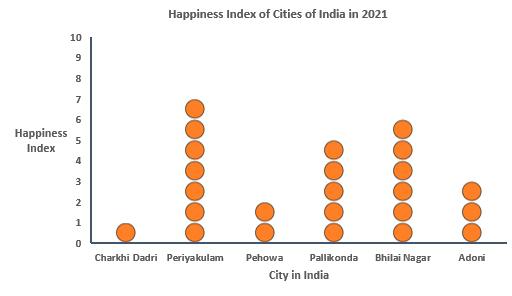 Happiness Index of Cities of India in 2021
10
9
8
7
6
5
4
3
2
1
0
Happiness
Index
Charkhi Dadri Periyakulam Pehowa Pallikonda Bhilai Nagar Adoni
City in India